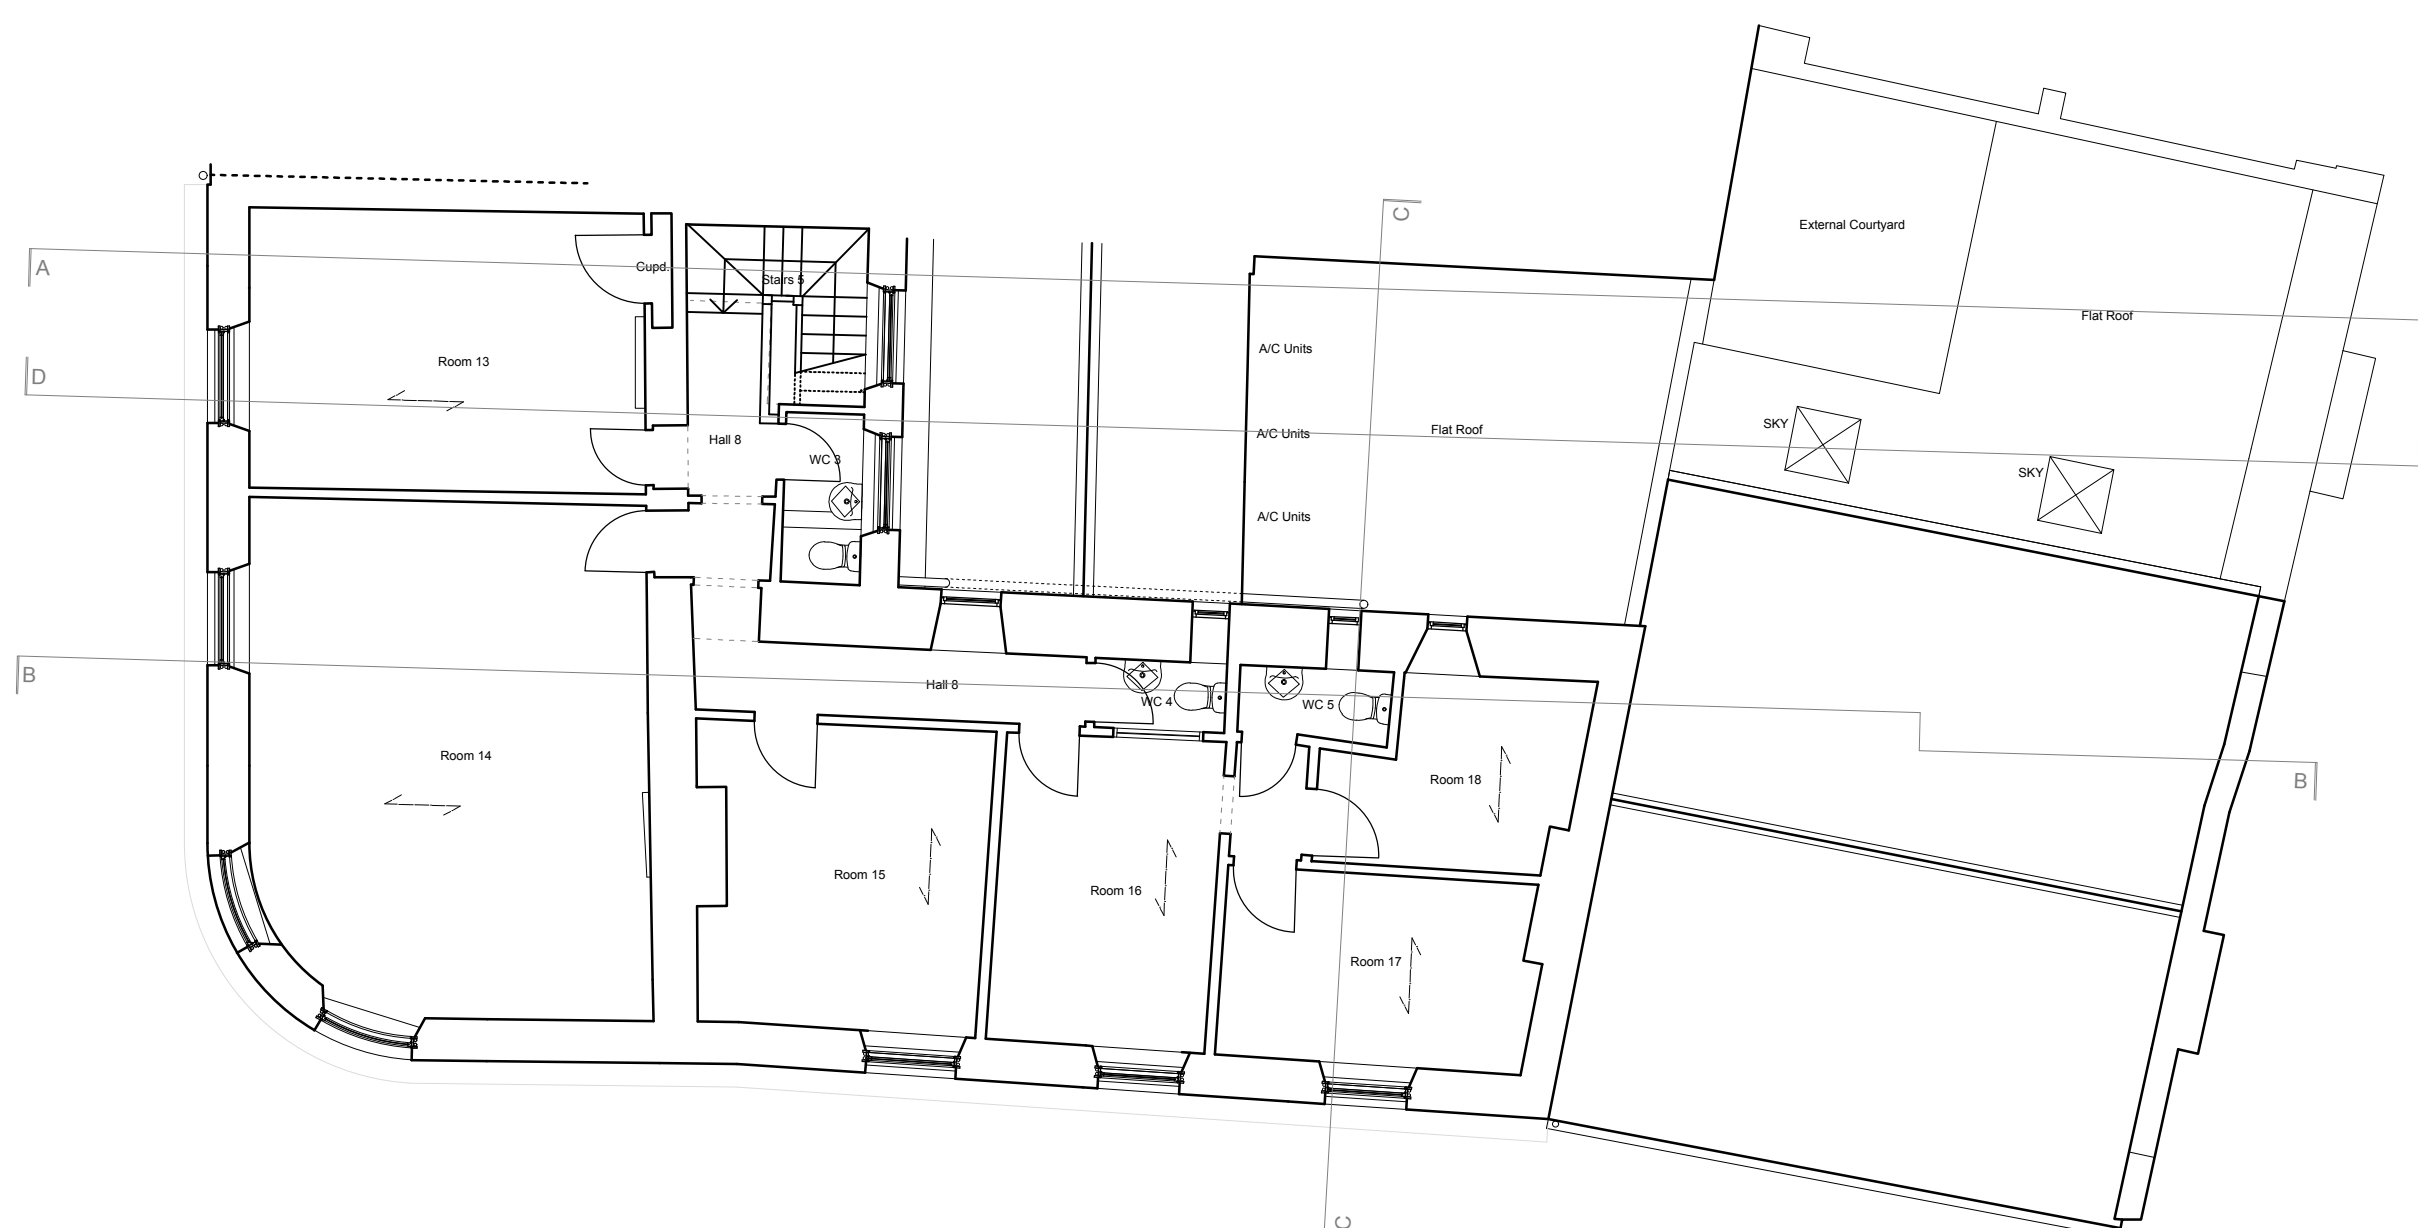 C
External Courtyard
A
Cupd.
Stairs 5
Flat Roof
A/C Units
Room 13
D
SKY
Flat Roof
A/C Units
Hall 8
WC 3
SKY
A/C Units
B
Hall 8
WC 4
WC 5
Room 14
Room 18
B
Room 15
Room 16
Room 17
C